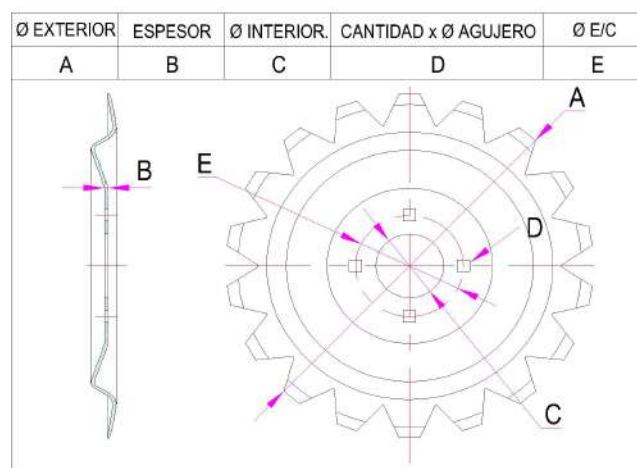 Ø EXTERIOR ESPESOR Ø INTERIOR. CANTIDAD x Ø AGUJERO Ø E/C
A B C D E
A
B
E
D
C